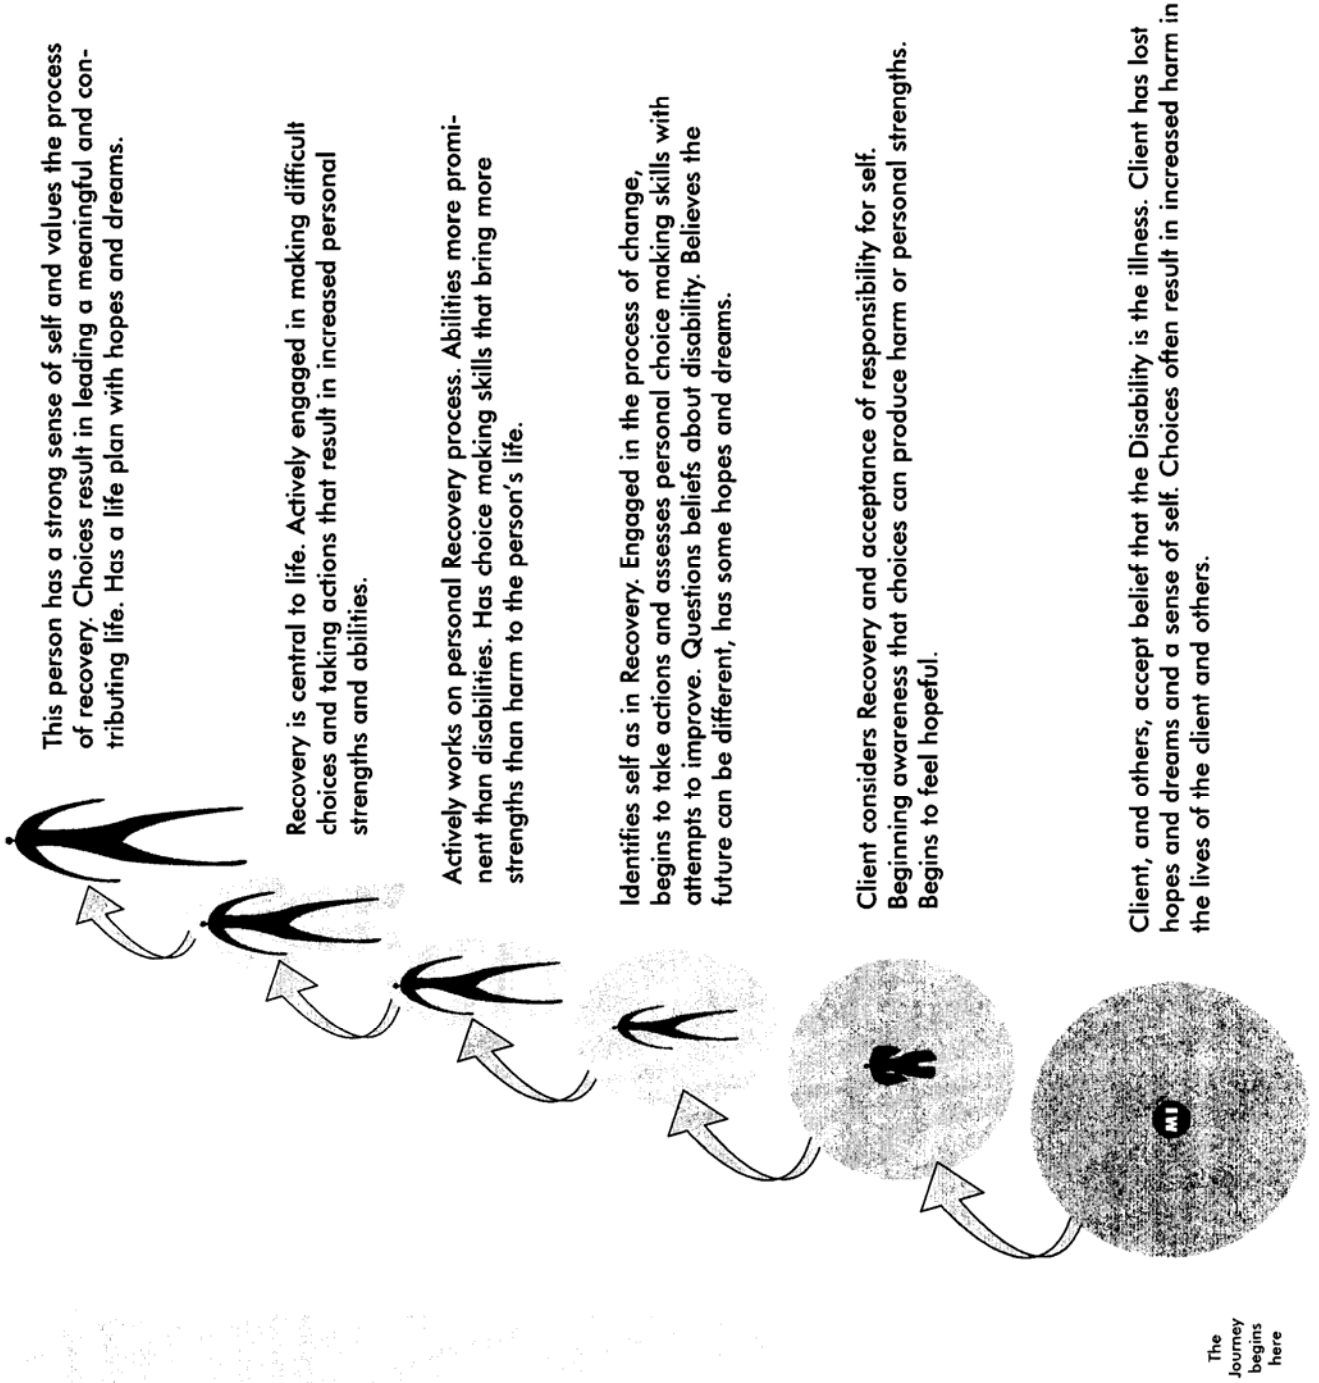 This person has a strong sense of self and values the process
of recovery. Choices result in leading a meaningful and con-
tributing life. Has a life plan with hopes and dreams.
Recovery is central to life. Actively engaged in making difficult
choices and taking actions that result in increased personal
strengths and abilities.
Actively works on personal Recovery process. Abilities more promi-
nent than disabilities. Has choice making skills that bring more
strengths than harm to the person's life.
Identifies self as in Recovery. Engaged in the process of change,
begins to take actions and assesses personal choice making skills with
attempts to improve. Questions beliefs about disability. Believes the
future can be different, has some hopes and dreams.
Client considers Recovery and acceptance of responsibility for self.
Beginning awareness that choices can produce harm or personal strengths.
Begins to feel hopeful.
MI
Client, and others, accept belief that the Disability is the illness. Client has lost
hopes and dreams and a sense of self. Choices often result in increased harm in
the lives of the client and others.
The
Journey
begins
here